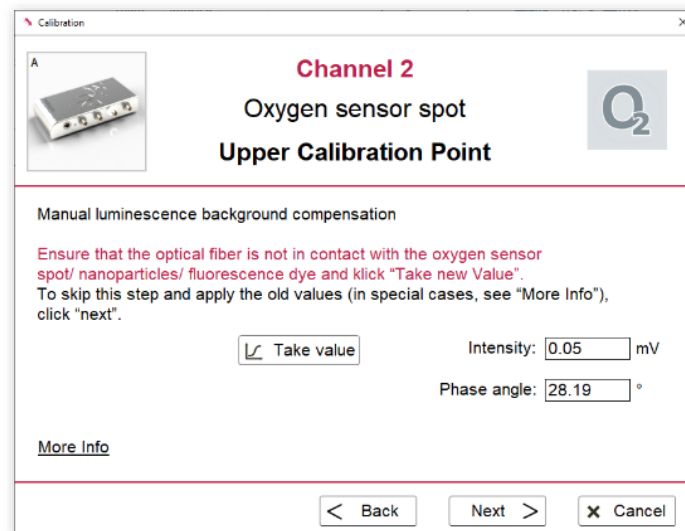 Calibration
A
Channel 2
Oxygen sensor spot
Upper Calibration Point
O2
Manual luminescence background compensation
Ensure that the optical fiber is not in contact with the oxygen sensor
spot/ nanoparticles/ fluorescence dye and klick “Take new Value”.
To skip this step and apply the old values (in special cases, see “More Info”),
click “next”.
Take value
Intensity: 0.05 mV
Phase angle: 28.19 °
More Info
< Back
Next >
Cancel